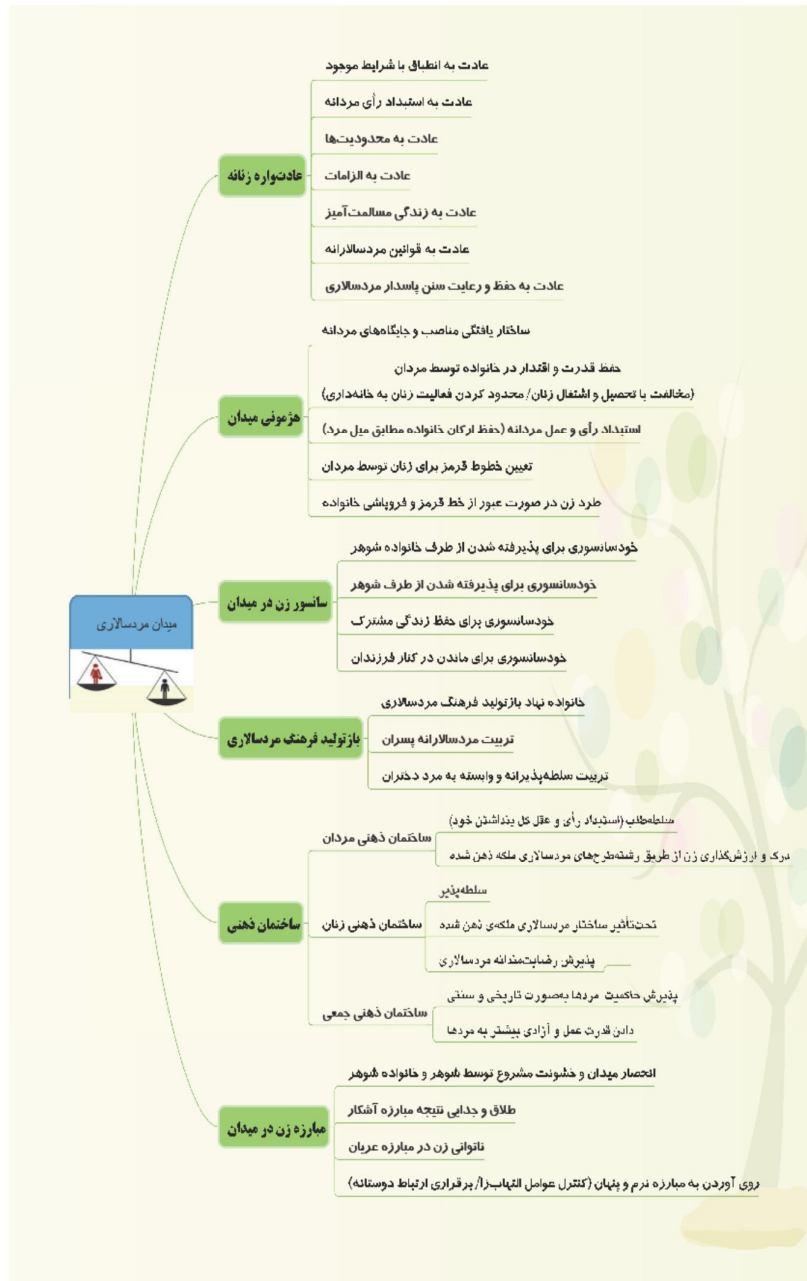 میدان مردسالاری
عادت‌واره زنانه
عادت به انطباق با شرایط موجود
عادت به استبداد رأی مردانه
عادت به محدودیت‌ها
عادت به الزامات
عادت به زندگی مسالمت‌آمیز
عادت به قوانین مردسالارانه
عادت به حفظ و رعایت سنن پاسدار مردسالاری
هژمونی میدان
ساختار یافتگی مناصب و جایگاه‌های مردانه
حفظ قدرت و اقتدار در خانواده توسط مردان
(مخالفت با تحصیل و اشتغال زنان/ محدود کردن فعالیت زنان به خانه‌داری)
استبداد رأی و عمل مردانه (حفظ ارکان خانواده مطابق میل مرد)
تعیین خطوط قرمز برای زنان توسط مردان
طرد زن در صورت عبور از خط قرمز و فروپاشی خانواده
سانسور زن در میدان
خودسانسوری برای پذیرفته شدن از طرف خانواده شوهر
خودسانسوری برای پذیرفته شدن از طرف شوهر
خودسانسوری برای حفظ زندگی مشترک
خودسانسوری برای ماندن در کنار فرزندان
بازتولید فرهنگ مردسالاری
خانواده نهاد بازتولید فرهنگ مردسالاری
تربیت مردسالارانه پسران
تربیت سلطه‌پذیرانه و وابسته به مرد دختران
ساختمان ذهنی
ساختمان ذهنی مردان
سلطه‌طلب (استبداد رأی و عقل کل پنداشتن خود)
درک و ارزش‌گذاری زن از طریق رشته‌طرح‌های مردسالاری ملکه ذهن شده
ساختمان ذهنی زنان
سلطه‌پذیر
تحت‌تأثیر ساختار مردسالاری ملکه‌ی ذهن شده
پذیرش رضایت‌مندانه مردسالاری
ساختمان ذهنی جمعی
پذیرش حاکمیت مردها به‌صورت تاریخی و سنتی
دادن قدرت عمل و آزادی بیشتر به مردها
مبارزه زن در میدان
انحصار میدان و خشونت مشروع توسط شوهر و خانواده شوهر
طلاق و جدایی نتیجه مبارزه آشکار
ناتوانی زن در مبارزه عریان
روی آوردن به مبارزه نرم و پنهان (کنترل عوامل التهاب‌زا/ برقراری ارتباط دوستانه)